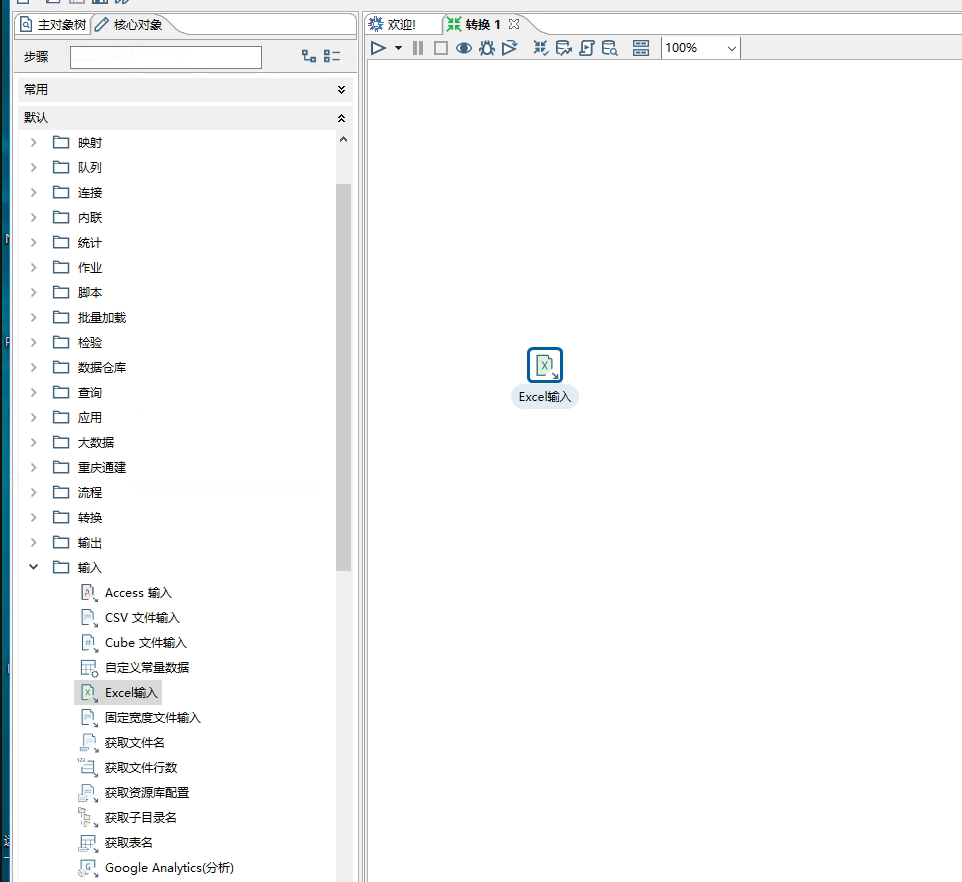 主对象树 核心对象
欢迎! 转换 1
步骤
100%
常用
默认
映射
队列
连接
内联
统计
作业
脚本
批量加载
检验
数据仓库
查询
应用
大数据
重庆通建
流程
转换
输出
输入
Access 输入
CSV 文件输入
Cube 文件输入
自定义常量数据
Excel输入
固定宽度文件输入
获取文件名
获取文件行数
获取资源库配置
获取子目录名
获取表名
Google Analytics(分析)
Excel输入